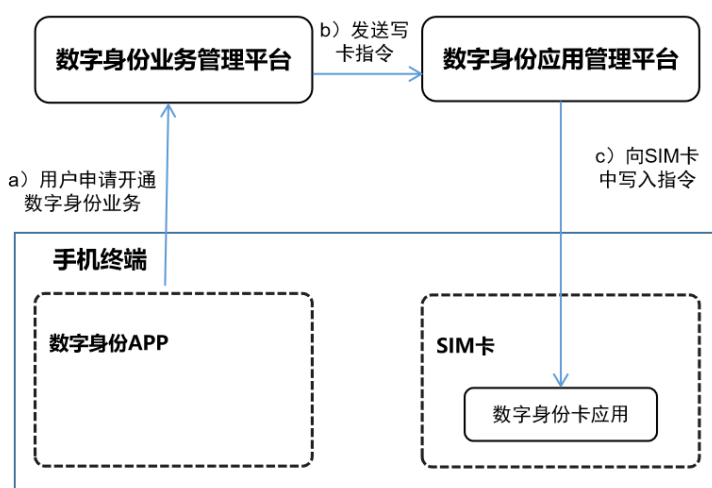 数字身份业务管理平台
b）发送写
卡指令
数字身份应用管理平台
a）用户申请开通
数字身份业务
c）向SIM卡
中写入指令
手机终端
数字身份APP
SIM卡
数字身份卡应用